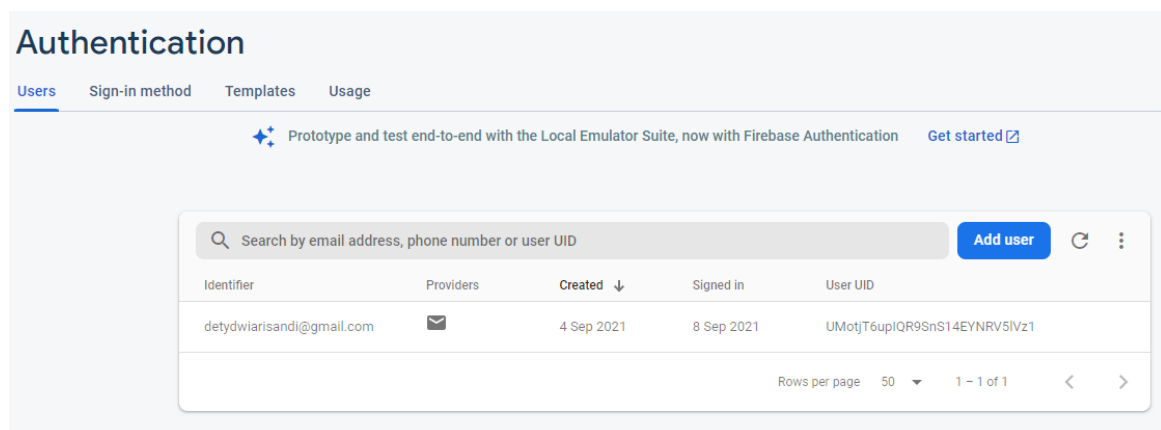 Authentication
Users Sign-in method Templates Usage
Prototype and test end-to-end with the Local Emulator Suite, now with Firebase Authentication Get started
Search by email address, phone number or user UID Add user
Identifier Providers Created Signed in User UID
detydwiarisandi@gmail.com 4 Sep 2021 8 Sep 2021 UMotjT6upIQR9SnS14EYNRV5lVz1
Rows per page 50 1 – 1 of 1